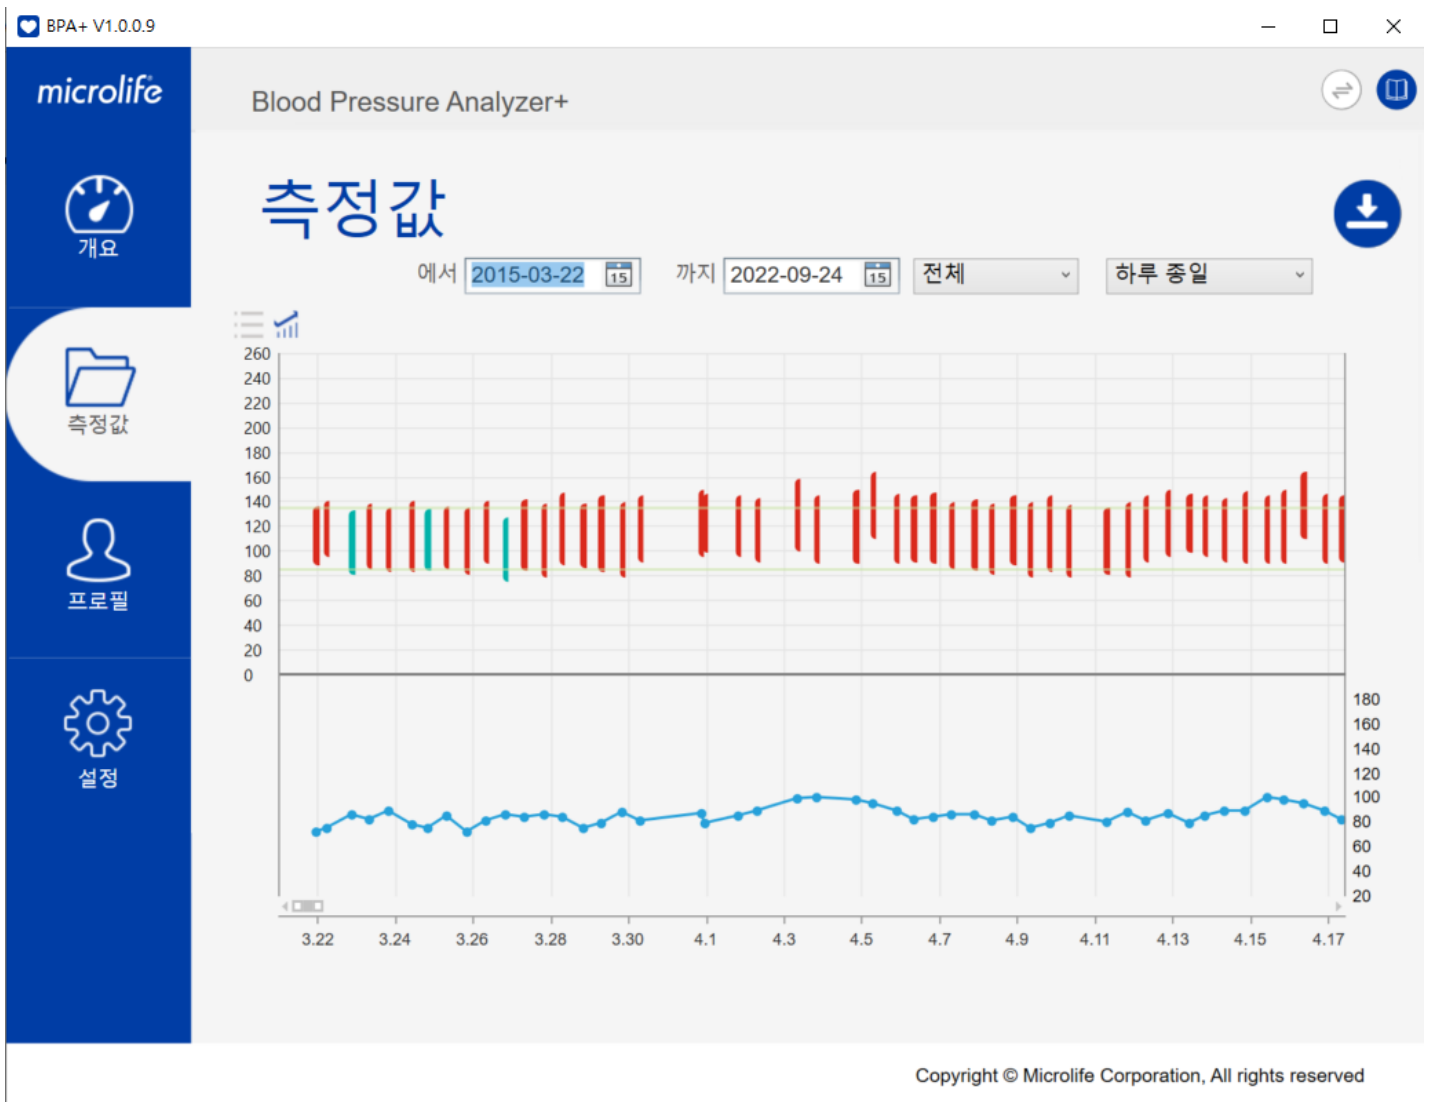 BPA+ V1.0.0.9
microlife
Blood Pressure Analyzer+
개요
측정값
프로필
설정
측정값
에서 2015-03-22 15 까지 2022-09-24 15 전체 하루 종일
260
240
220
200
180
160
140
120
100
80
60
40
20
0
180
160
140
120
100
80
60
40
20
3.22 3.24 3.26 3.28 3.30 4.1 4.3 4.5 4.7 4.9 4.11 4.13 4.15 4.17
Copyright © Microlife Corporation, All rights reserved